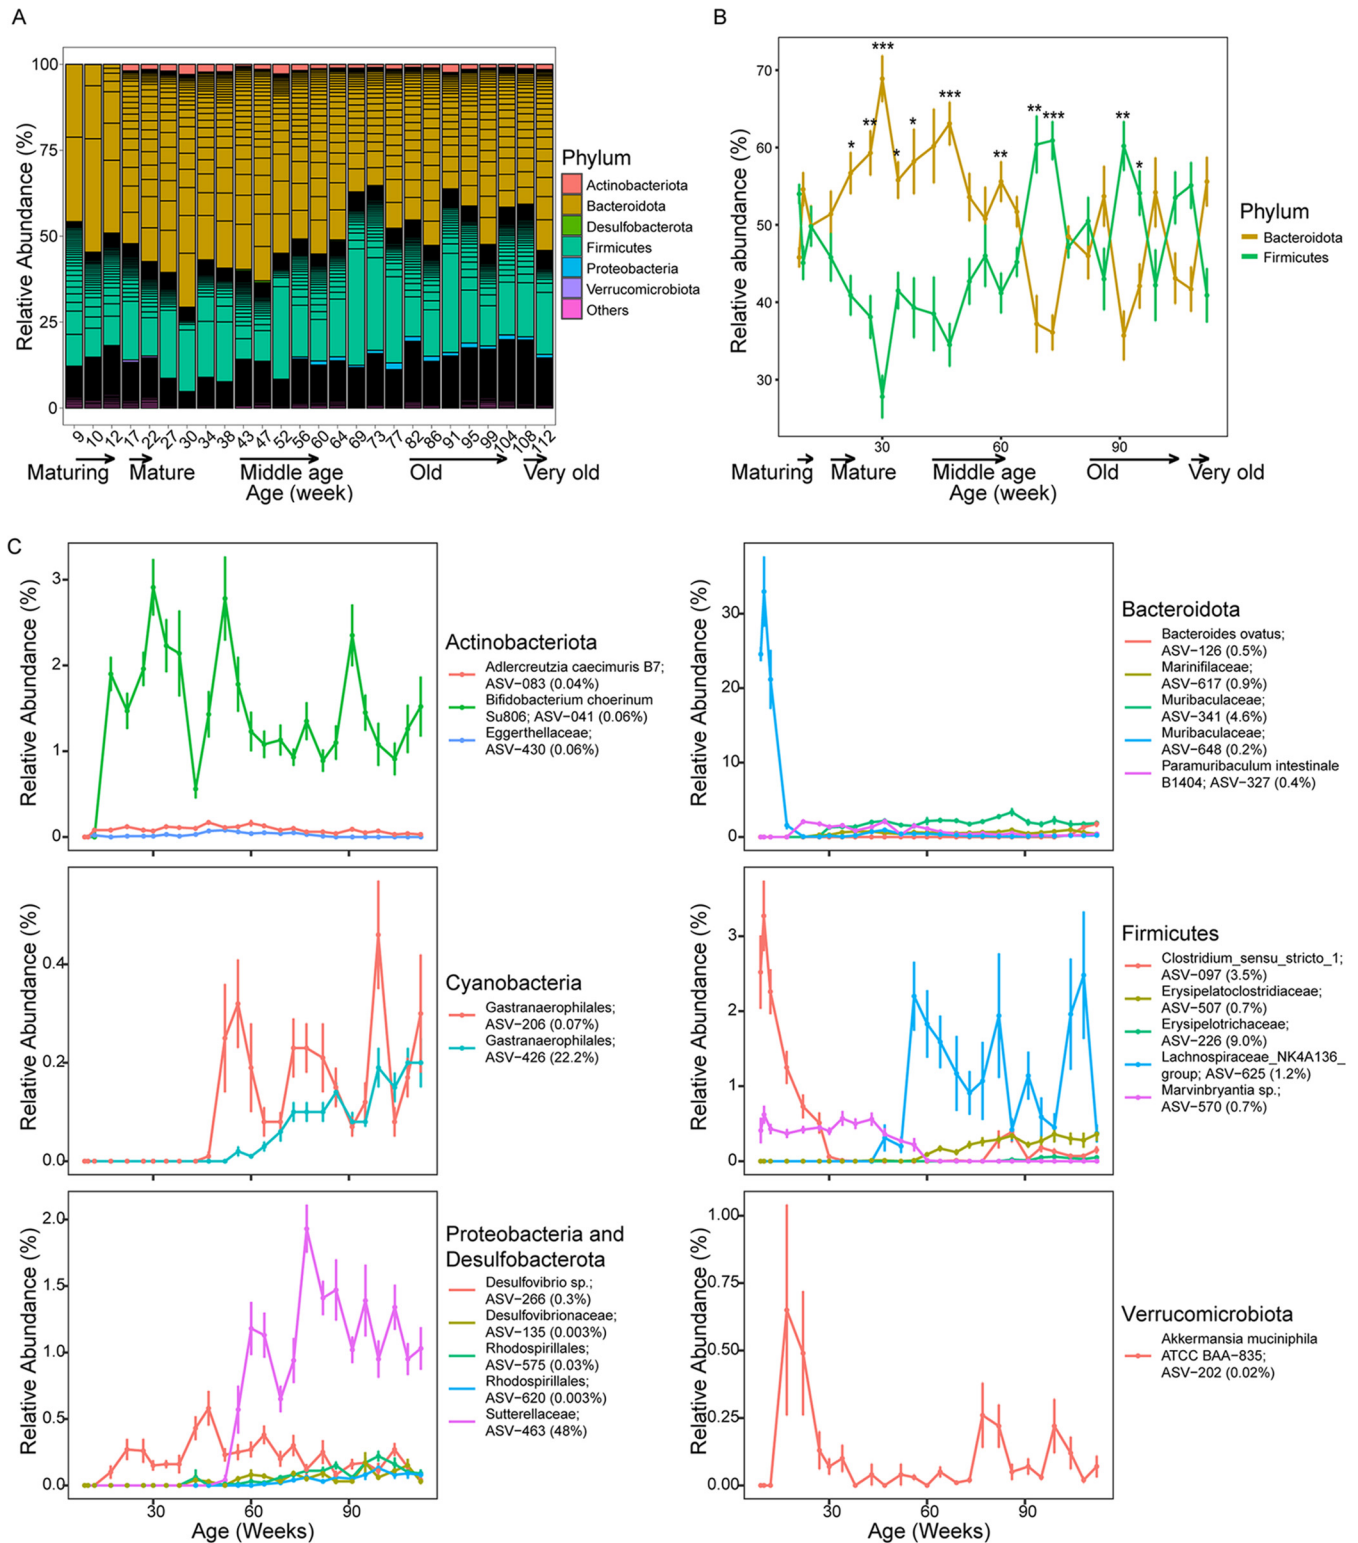 A
Relative Abundance (%)
100
75
50
25
0
9 10 12 17 22 27 30 34 38 43 47 52 56 60 64 69 73 77 82 86 91 95 99 104 108 112
Maturing Mature Middle age Old Very old
Age (week)
Phylum
Actinobacteriota
Bacteroidota
Desulfobacterota
Firmicutes
Proteobacteria
Verrucomicrobiota
Others
B
Relative abundance (%)
70
60
50
40
30
* ** *** * * *** ** ** *** ** *
30 60 90
Maturing Mature Middle age Old Very old
Age (week)
Phylum
Bacteroidota
Firmicutes
C
Relative Abundance (%)
3
2
1
0
Actinobacteriota
Adlercreutzia caecimuris B7;
ASV−083 (0.04%)
Bifidobacterium choerinum
Su806; ASV−041 (0.06%)
Eggerthellaceae;
ASV−430 (0.06%)
Relative Abundance (%)
30
20
10
0
Bacteroidota
Bacteroides ovatus;
ASV−126 (0.5%)
Marinifilaceae;
ASV−617 (0.9%)
Muribaculaceae;
ASV−341 (4.6%)
Muribaculaceae;
ASV−648 (0.2%)
Paramuribaculum intestinale
B1404; ASV−327 (0.4%)
Relative Abundance (%)
0.4
0.2
0.0
Cyanobacteria
Gastranaerophilales;
ASV−206 (0.07%)
Gastranaerophilales;
ASV−426 (22.2%)
Relative Abundance (%)
3
2
1
0
Firmicutes
Clostridium_sensu_stricto_1;
ASV−097 (3.5%)
Erysipelatoclostridiaceae;
ASV−507 (0.7%)
Erysipelotrichaceae;
ASV−226 (9.0%)
Lachnospiraceae_NK4A136_
group; ASV−625 (1.2%)
Marvinbryantia sp.;
ASV−570 (0.7%)
Relative Abundance (%)
2.0
1.5
1.0
0.5
0.0
30 60 90
Age (Weeks)
Proteobacteria and
Desulfobacterota
Desulfovibrio sp.;
ASV−266 (0.3%)
Desulfovibrionaceae;
ASV−135 (0.003%)
Rhodospirillales;
ASV−575 (0.03%)
Rhodospirillales;
ASV−620 (0.003%)
Sutterellaceae;
ASV−463 (48%)
Relative Abundance (%)
1.00
0.75
0.50
0.25
0.00
30 60 90
Age (Weeks)
Verrucomicrobiota
Akkermansia muciniphila
ATCC BAA−835;
ASV−202 (0.02%)